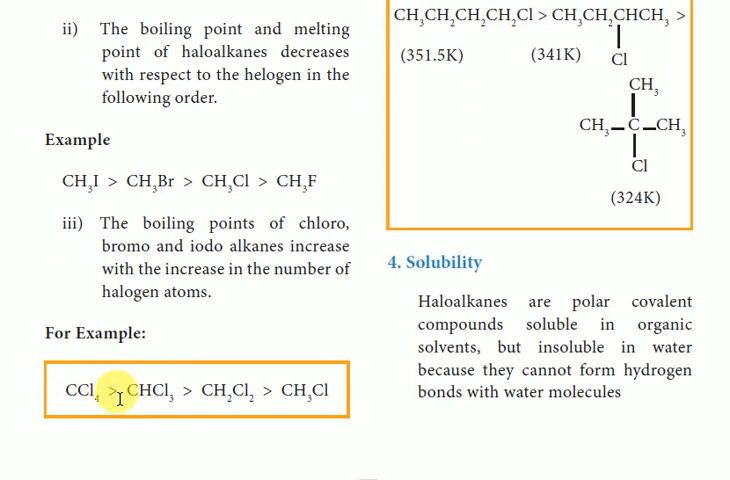 ii) The boiling point and melting
point of haloalkanes decreases
with respect to the helogen in the
following order.
Example
CH₃I > CH₃Br > CH₃Cl > CH₃F
iii) The boiling points of chloro,
bromo and iodo alkanes increase
with the increase in the number of
halogen atoms.
For Example:
CCl₄ > CHCl₃ > CH₂Cl₂ > CH₃Cl
CH₃CH₂CH₂CH₂Cl > CH₃CH₂CHCH₃ >
(351.5K) (341K) Cl
CH₃
CH₃–C–CH₃
Cl
(324K)
4. Solubility
Haloalkanes are polar covalent
compounds soluble in organic
solvents, but insoluble in water
because they cannot form hydrogen
bonds with water molecules